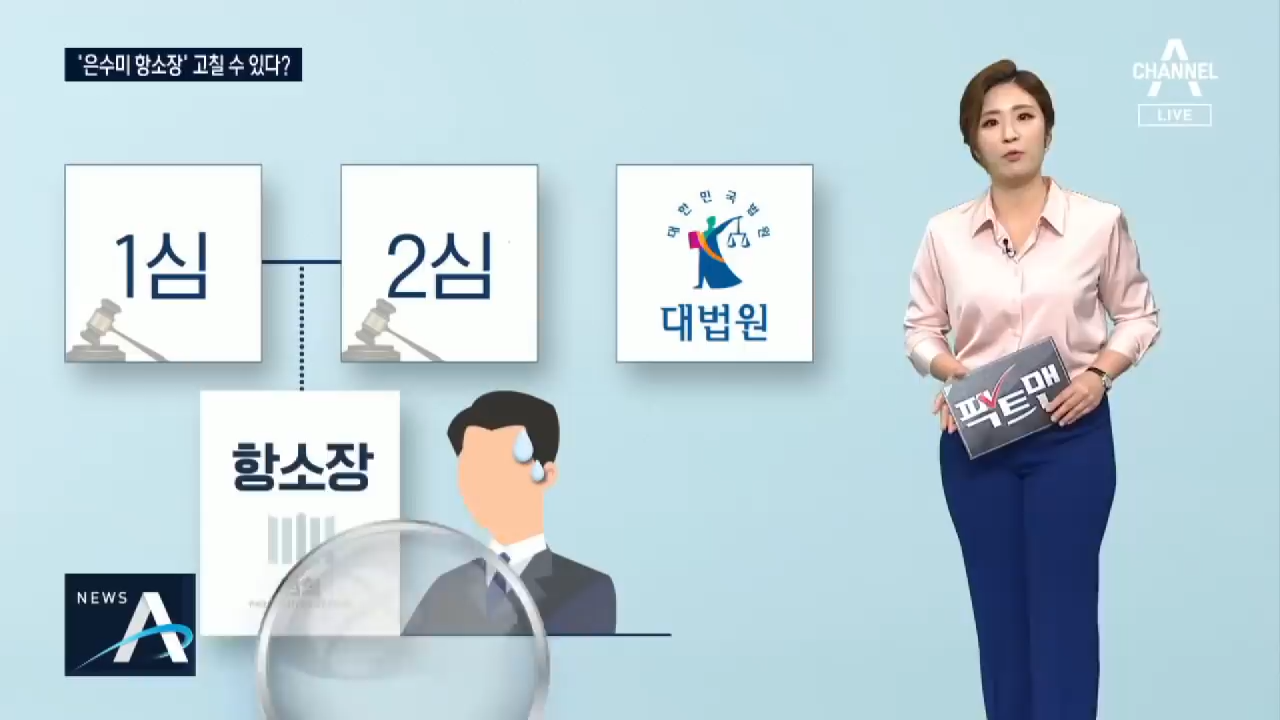 '은수미 항소장' 고칠 수 있다?
CHANNEL A
LIVE
1심
2심
대한민국법원
대법원
항소장
팩트맨
NEWS A